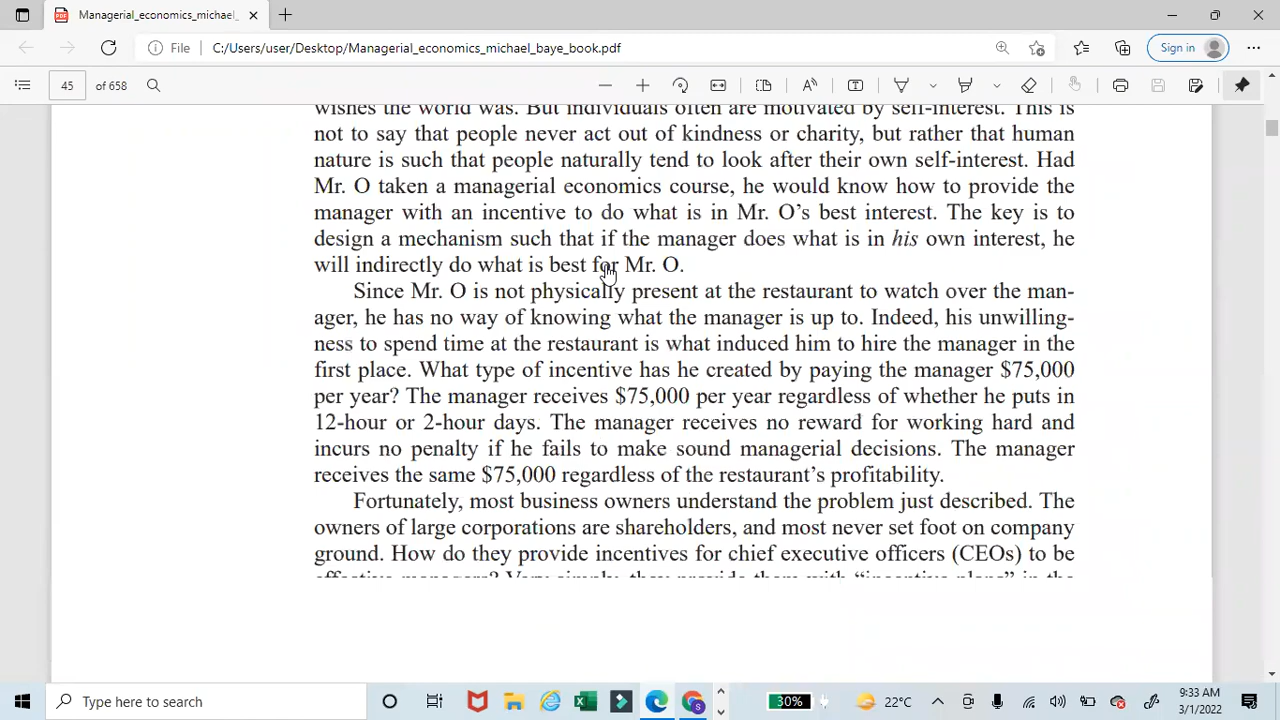 Managerial_economics_michael_
File
C:/Users/user/Desktop/Managerial_economics_michael_baye_book.pdf
Sign in
45 of 658
wishes the world was. But individuals often are motivated by self-interest. This is
not to say that people never act out of kindness or charity, but rather that human
nature is such that people naturally tend to look after their own self-interest. Had
Mr. O taken a managerial economics course, he would know how to provide the
manager with an incentive to do what is in Mr. O’s best interest. The key is to
design a mechanism such that if the manager does what is in his own interest, he
will indirectly do what is best for Mr. O.
Since Mr. O is not physically present at the restaurant to watch over the man-
ager, he has no way of knowing what the manager is up to. Indeed, his unwilling-
ness to spend time at the restaurant is what induced him to hire the manager in the
first place. What type of incentive has he created by paying the manager $75,000
per year? The manager receives $75,000 per year regardless of whether he puts in
12-hour or 2-hour days. The manager receives no reward for working hard and
incurs no penalty if he fails to make sound managerial decisions. The manager
receives the same $75,000 regardless of the restaurant’s profitability.
Fortunately, most business owners understand the problem just described. The
owners of large corporations are shareholders, and most never set foot on company
ground. How do they provide incentives for chief executive officers (CEOs) to be
effective managers? Very simply, they provide them with “incentive plans” in the
Type here to search
30%
22°C
9:33 AM
3/1/2022